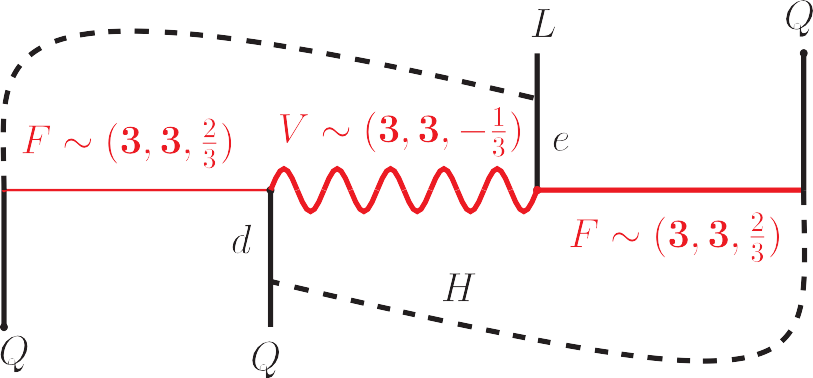 L
Q
F ∼ (3, 3, 2/3)
V ∼ (3, 3, −1/3)
e
d
F ∼ (3, 3, 2/3)
H
Q
Q